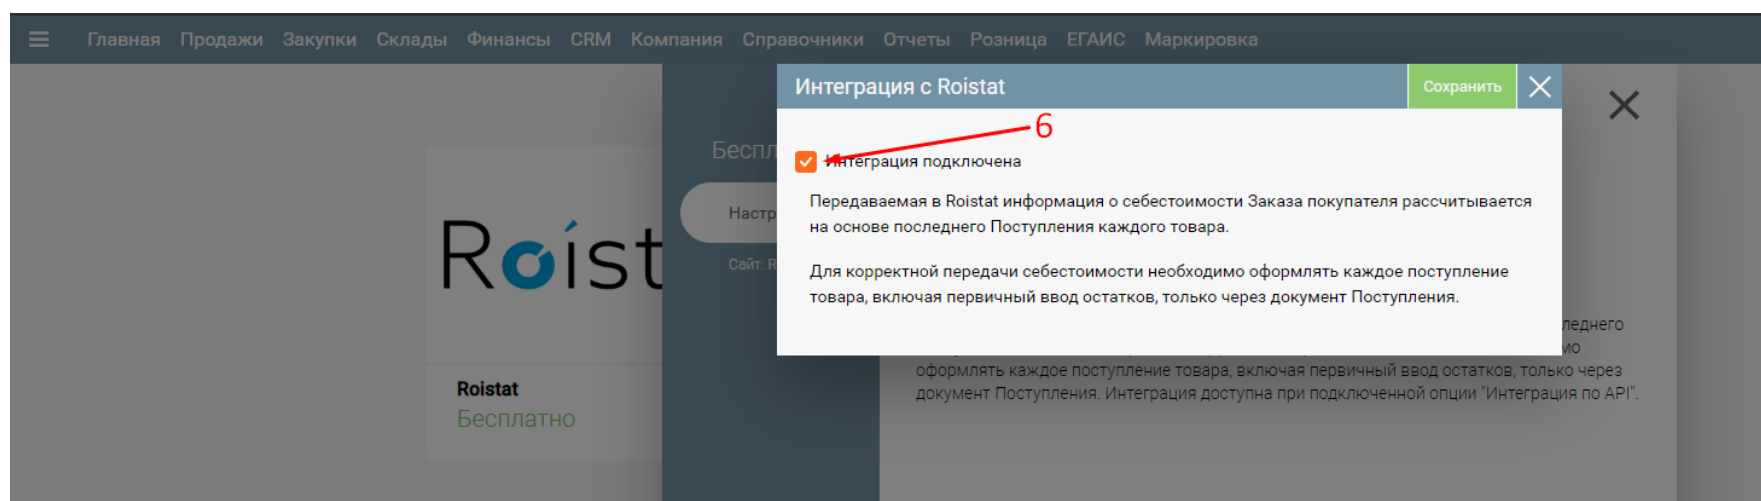 Главная Продажи Закупки Склады Финансы CRM Компания Справочники Отчеты Розница ЕГАИС Маркировка
Интеграция с Roistat
Сохранить
6
Интеграция подключена
Передаваемая в Roistat информация о себестоимости Заказа покупателя рассчитывается
на основе последнего Поступления каждого товара.
Для корректной передачи себестоимости необходимо оформлять каждое поступление
товара, включая первичный ввод остатков, только через документ Поступления.
Беспл
Настр
Сайт: R
Roist
Roistat
Бесплатно
леднего
мо
оформлять каждое поступление товара, включая первичный ввод остатков, только через
документ Поступления. Интеграция доступна при подключенной опции "Интеграция по API".